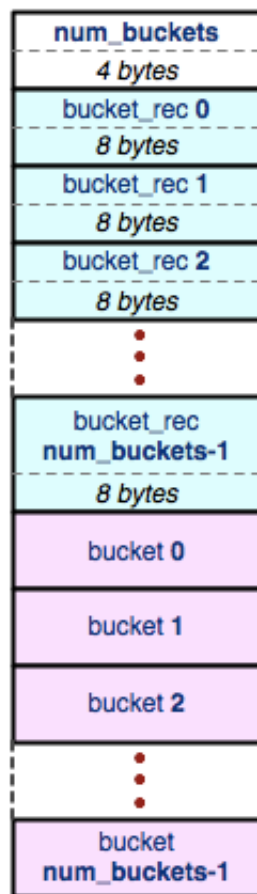 num_buckets
4 bytes
bucket_rec 0
8 bytes
bucket_rec 1
8 bytes
bucket_rec 2
8 bytes
bucket_rec
num_buckets-1
8 bytes
bucket 0
bucket 1
bucket 2
bucket
num_buckets-1